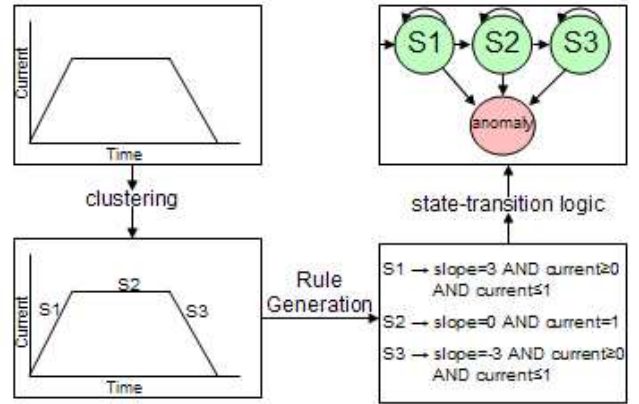 Current
Time
S1 S2 S3
anomaly
clustering
state-transition logic
Current
S1
S2
S3
Time
Rule
Generation
S1 → slope=3 AND current≥0
AND current≤1
S2 → slope=0 AND current=1
S3 → slope=-3 AND current≥0
AND current≤1